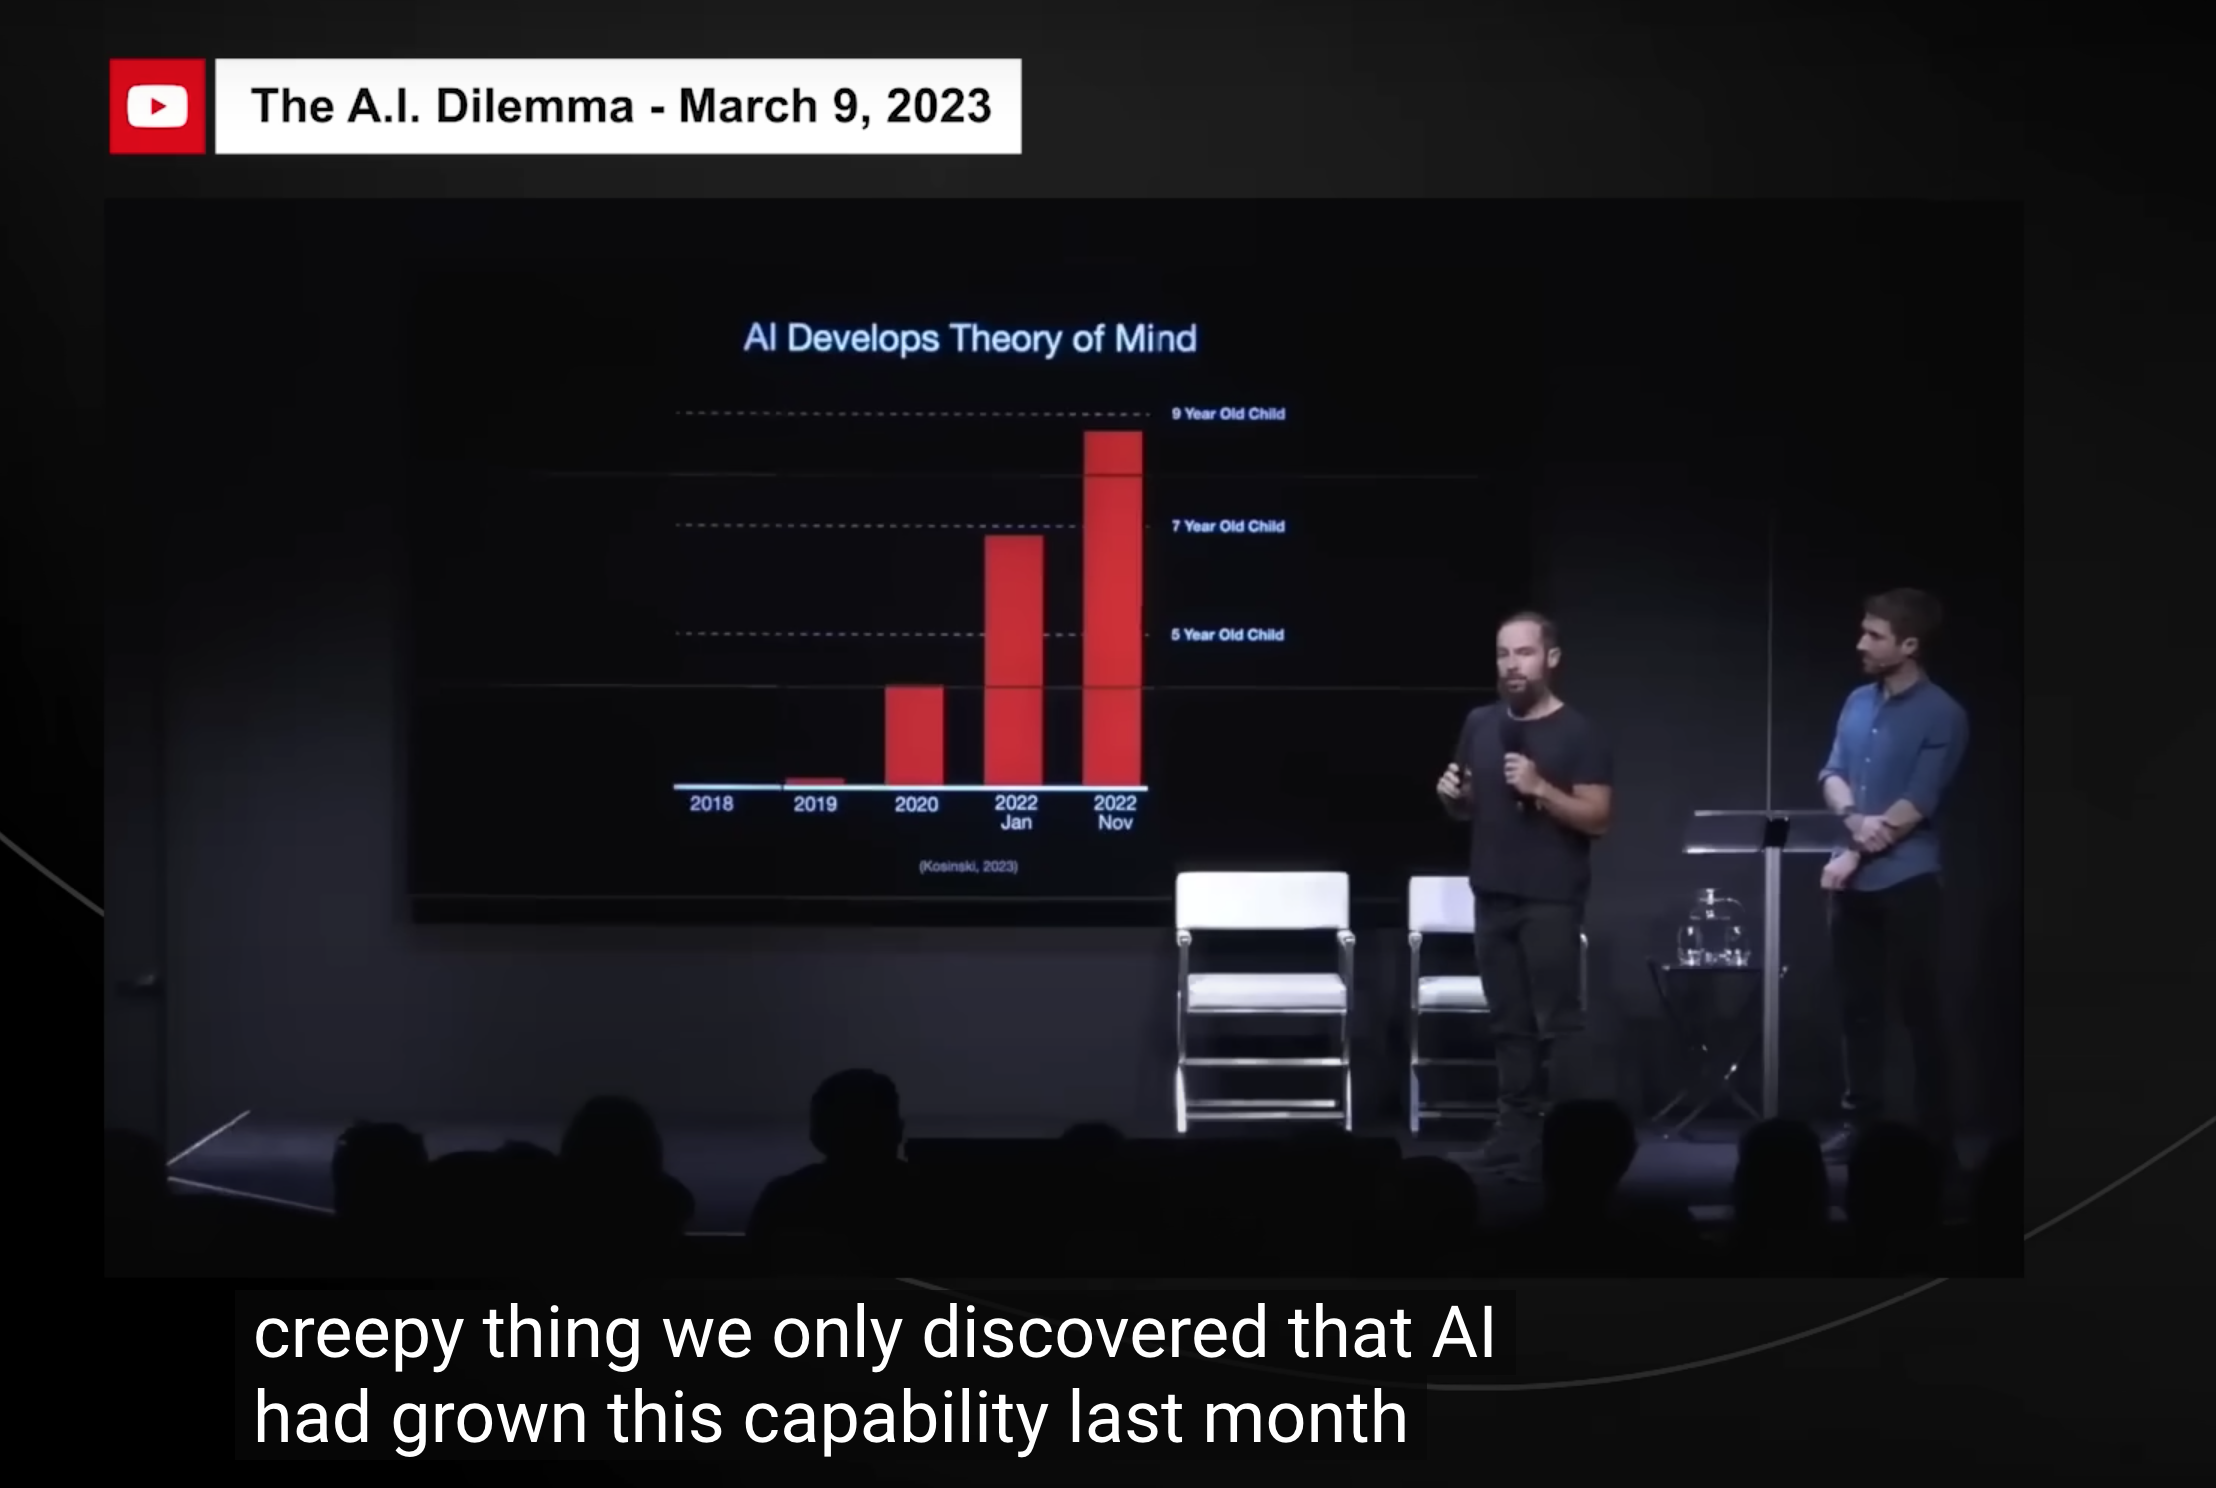 The A.I. Dilemma - March 9, 2023
AI Develops Theory of Mind
9 Year Old Child
7 Year Old Child
5 Year Old Child
2018
2019
2020
2022
Jan
2022
Nov
(Kosinski, 2023)
creepy thing we only discovered that AI
had grown this capability last month